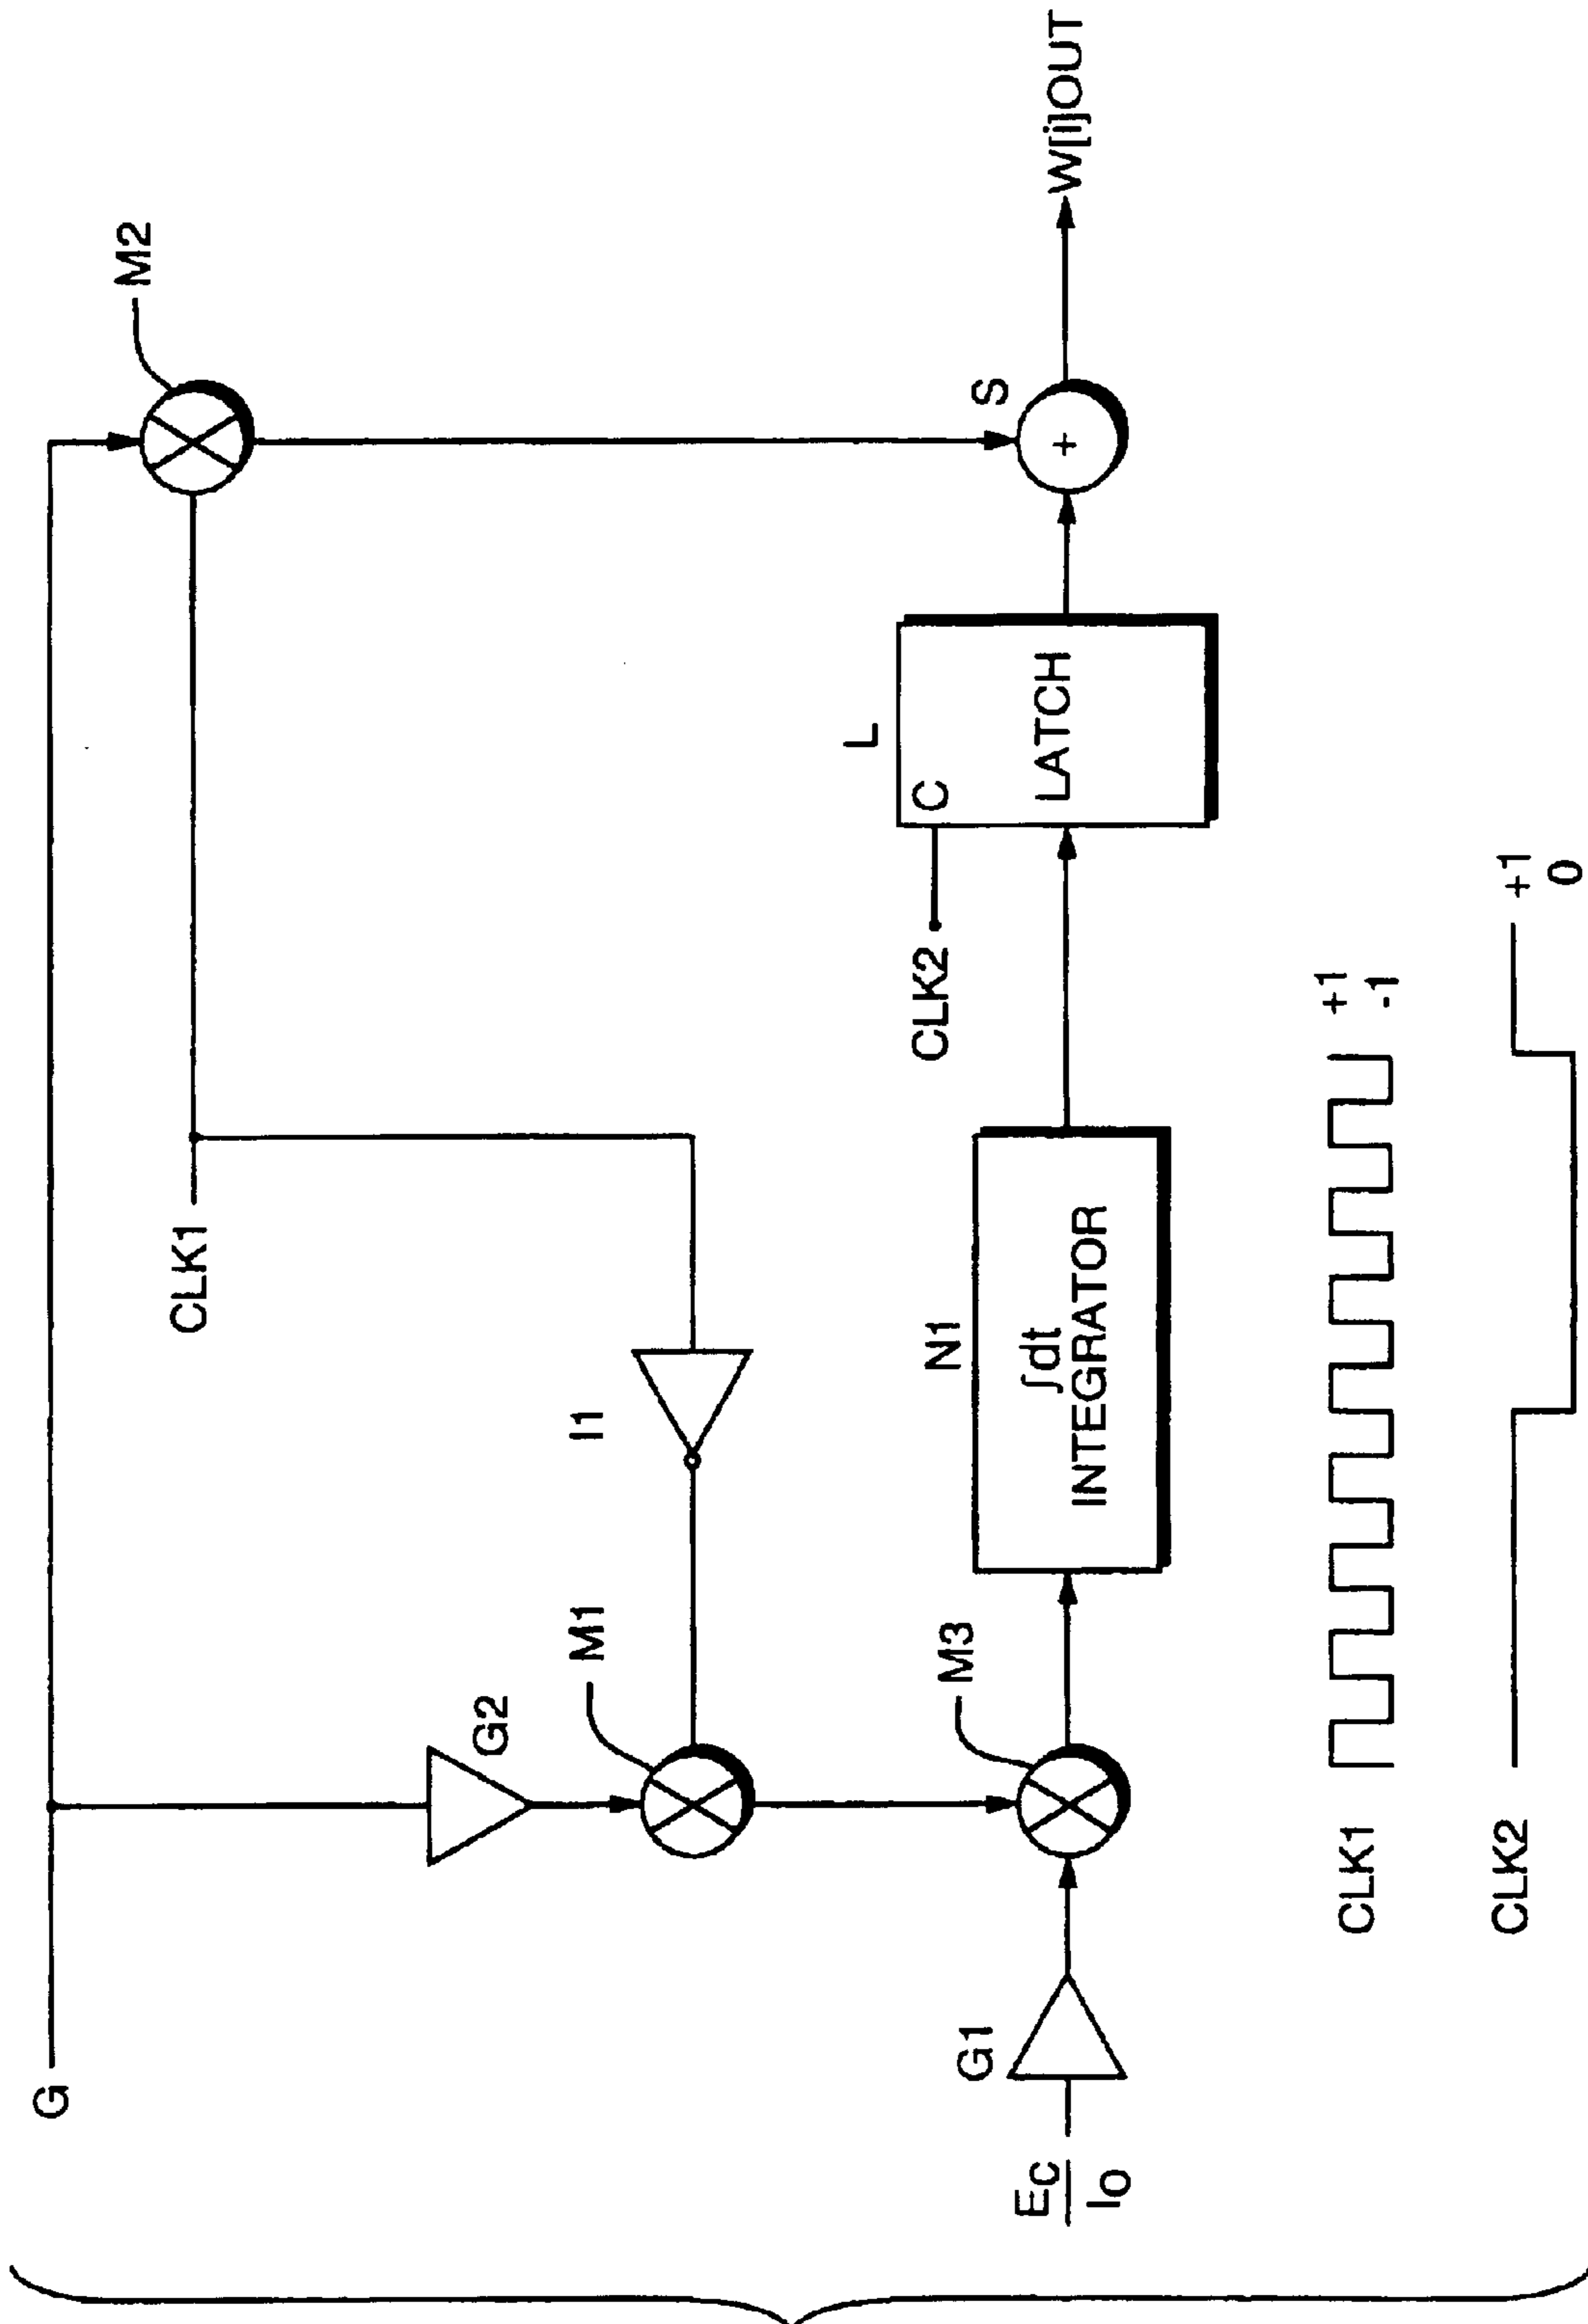 G
CLK1
M2
G2
M1
I1
Ec
Io
G1
M3
N1
∫dt
INTEGRATOR
CLK2
L
C
LATCH
S
+
W[i]OUT
CLK1
+1
-1
CLK2
+1
0